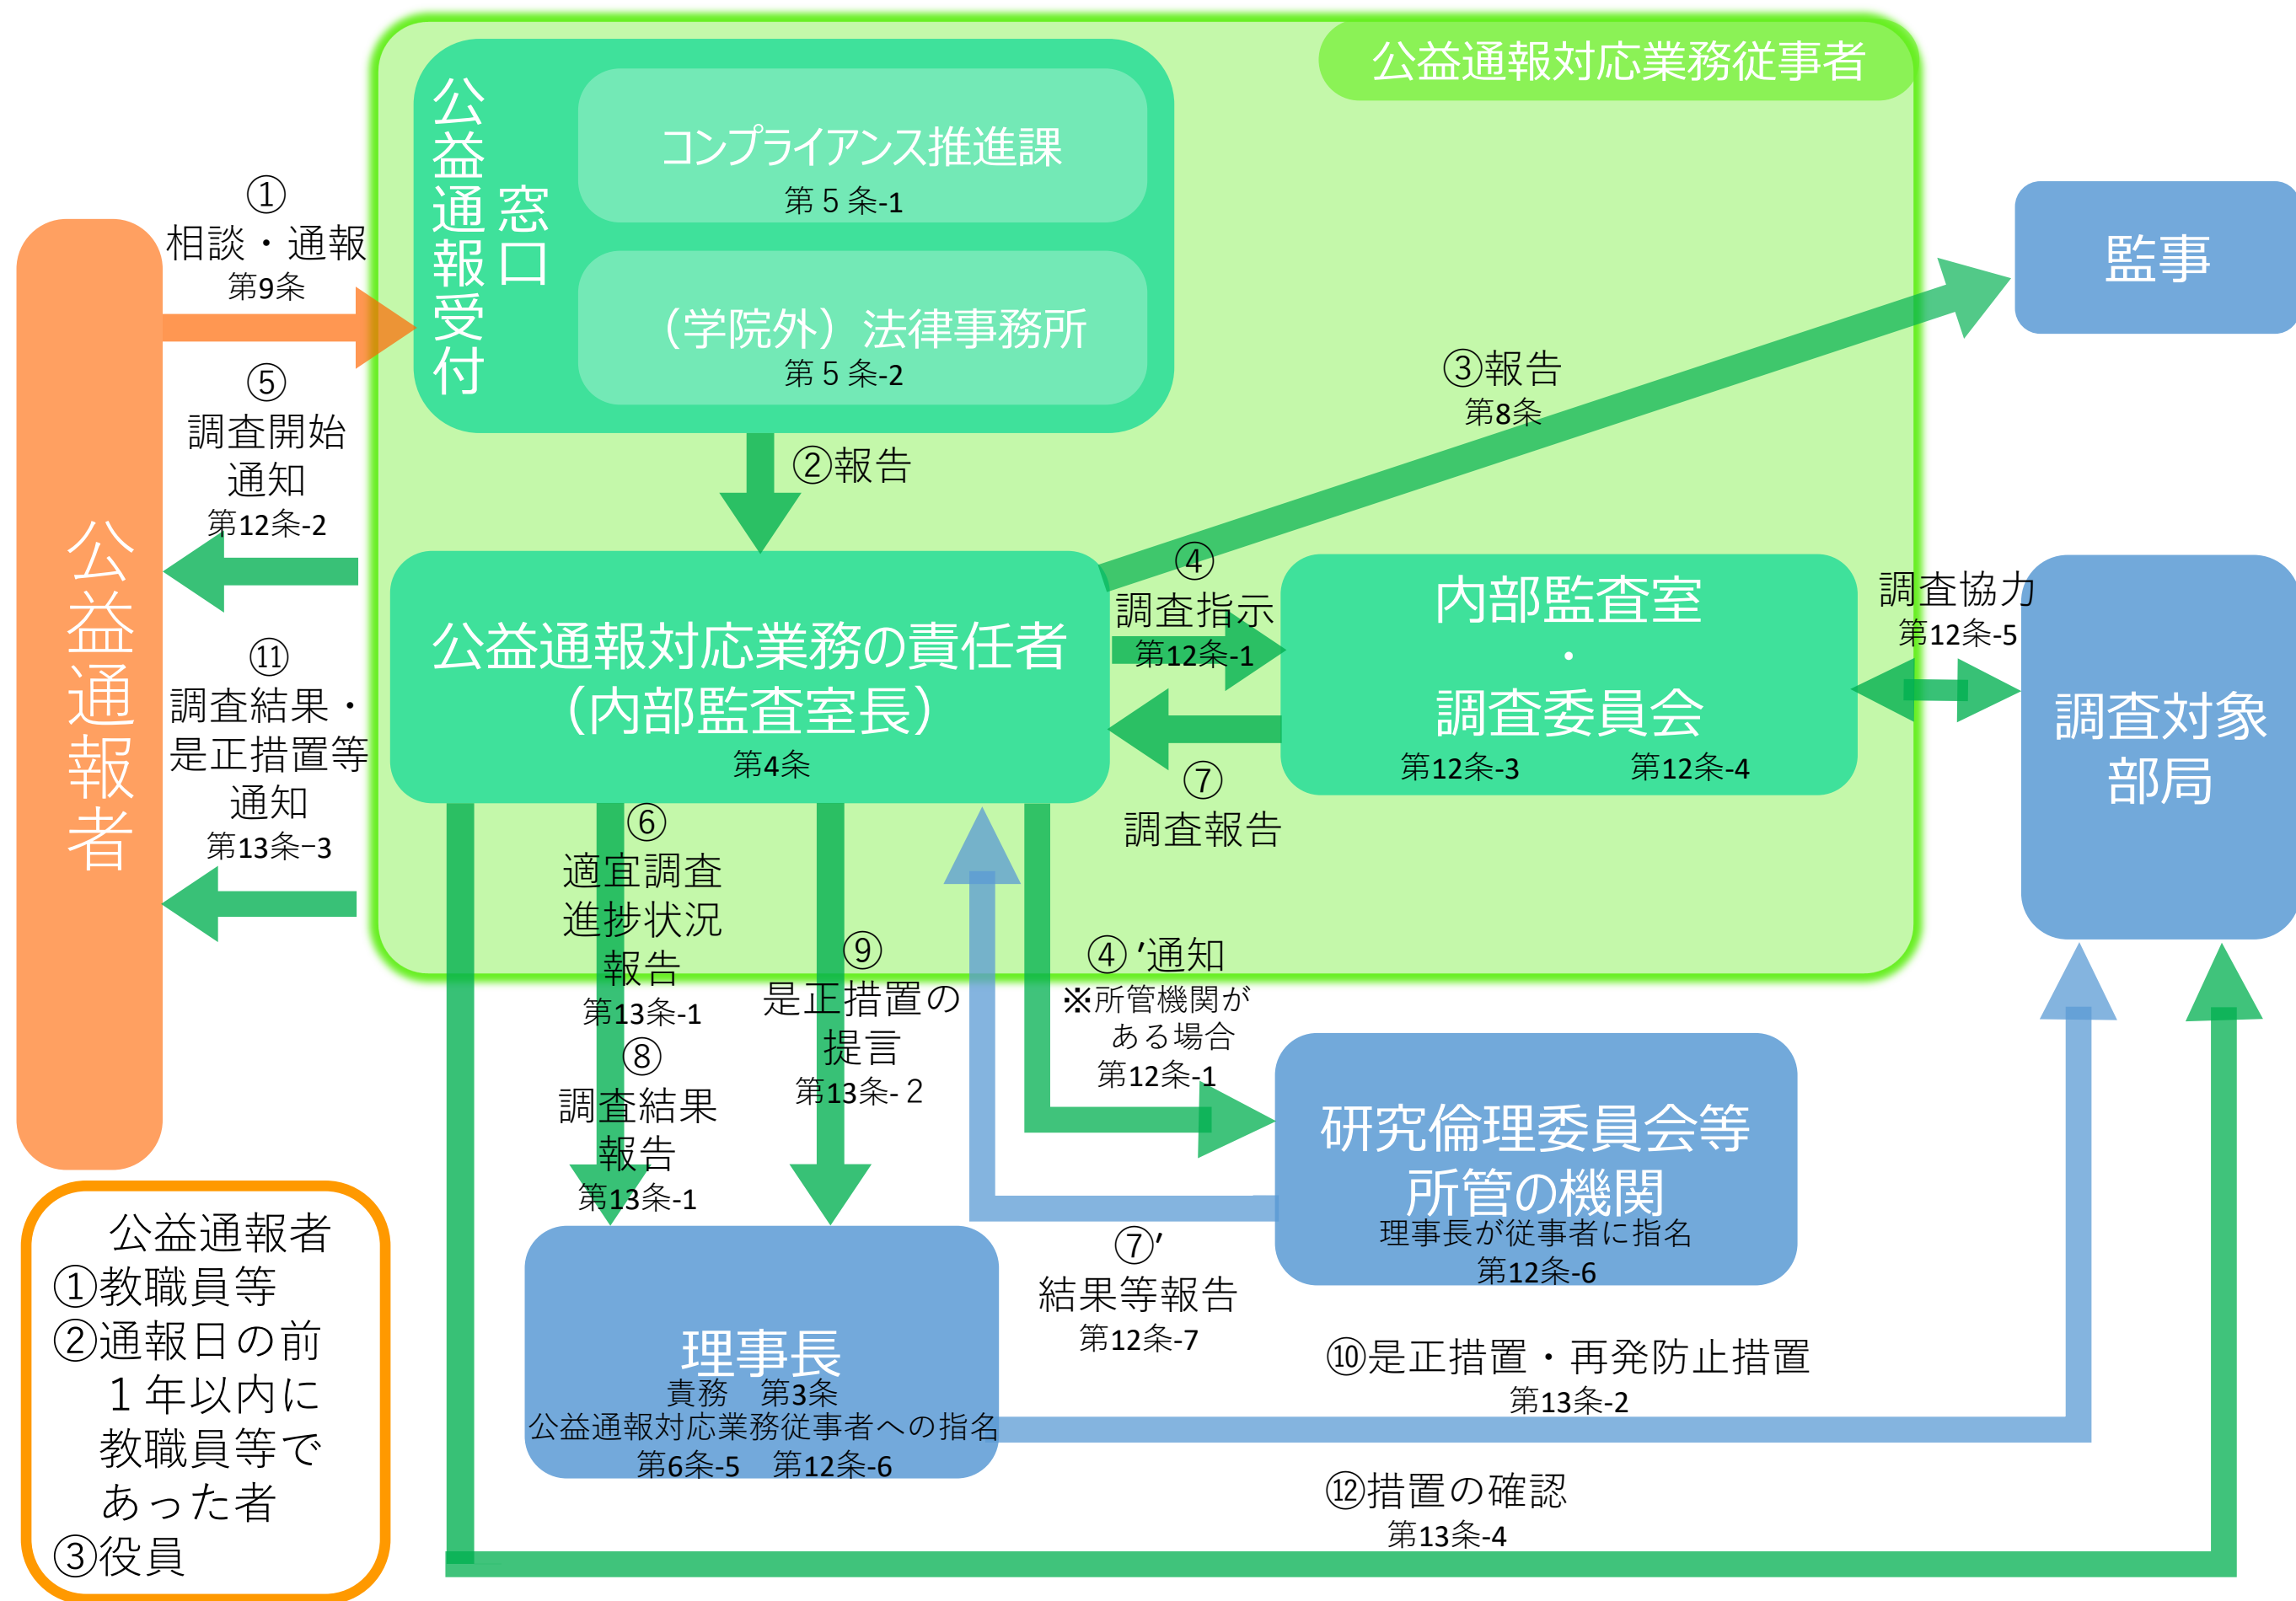 公益通報対応業務従事者
公益通報受付
窓口
コンプライアンス推進課
第５条-1
（学院外）法律事務所
第５条-2
①
相談・通報
第9条
⑤
調査開始
通知
第12条-2
⑪
調査結果・
是正措置等
通知
第13条−3
公益通報者
②報告
③報告
第8条
監事
公益通報対応業務の責任者
（内部監査室長）
第4条
④
調査指示
第12条-1
⑦
調査報告
内部監査室
・
調査委員会
第12条-3 第12条-4
調査協力
第12条-5
調査対象
部局
⑥
適宜調査
進捗状況
報告
第13条-1
⑧
調査結果
報告
第13条-1
⑨
是正措置の
提言
第13条-２
④ ′通知
※所管機関が
ある場合
第12条-1
研究倫理委員会等
所管の機関
理事長が従事者に指名
第12条-6
⑦′
結果等報告
第12条-7
理事長
責務 第3条
公益通報対応業務従事者への指名
第6条-5 第12条-6
⑩是正措置・再発防止措置
第13条-2
⑫措置の確認
第13条-4
公益通報者
①教職員等
②通報日の前
１年以内に
教職員等で
あった者
③役員